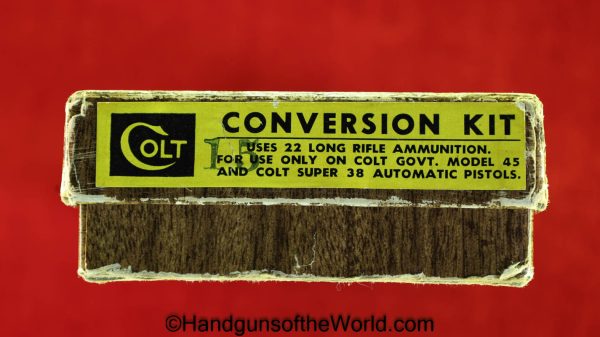 COLT
CONVERSION KIT
USES 22 LONG RIFLE AMMUNITION.
FOR USE ONLY ON COLT GOVT. MODEL 45
AND COLT SUPER 38 AUTOMATIC PISTOLS.
©HandgunsoftheWorld.com